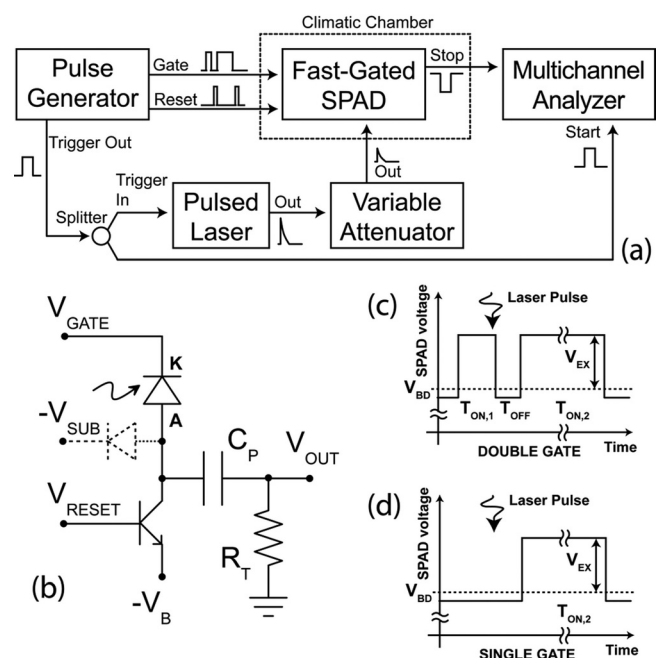 Climatic Chamber
Pulse Generator
Gate
Reset
Fast-Gated SPAD
Stop
Multichannel Analyzer
Trigger Out
Start
Out
Splitter
Trigger In
Pulsed Laser
Out
Variable Attenuator
(a)
(b)
V GATE
K
A
-V SUB
C P
V OUT
V RESET
R T
-V B
(c)
Laser Pulse
SPAD voltage
V EX
V BD
T ON,1
T OFF
T ON,2
DOUBLE GATE
Time
(d)
Laser Pulse
SPAD voltage
V EX
V BD
T ON,2
SINGLE GATE
Time